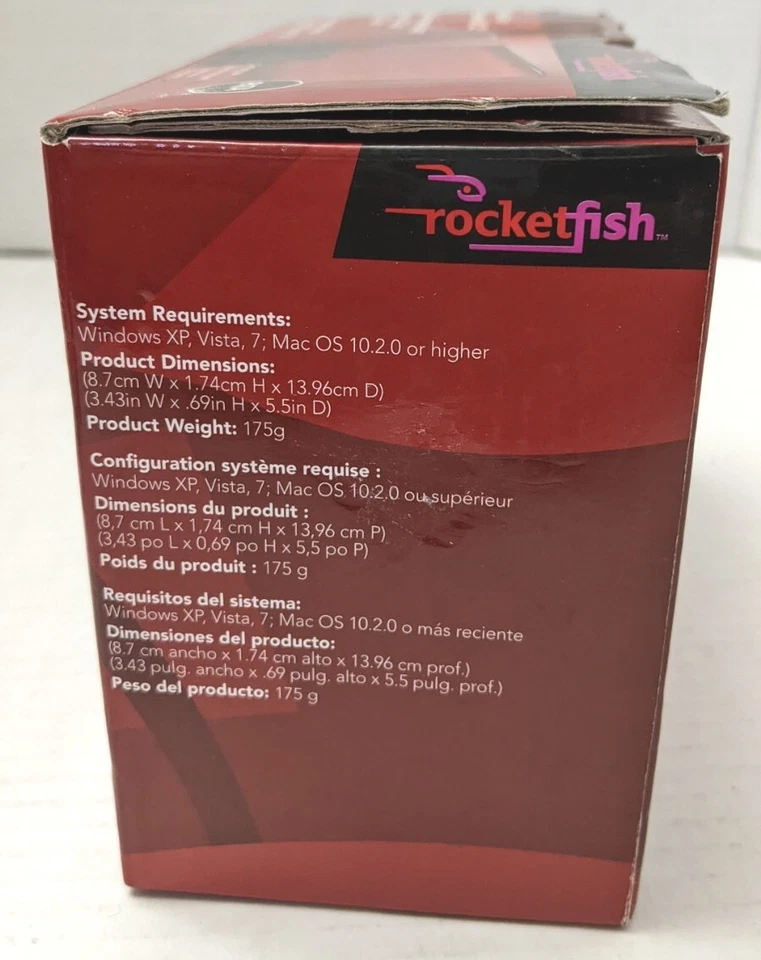 rocketfish™
System Requirements:
Windows XP, Vista, 7; Mac OS 10.2.0 or higher
Product Dimensions:
(8.7cm W x 1.74cm H x 13.96cm D)
(3.43in W x .69in H x 5.5in D)
Product Weight: 175g
Configuration système requise :
Windows XP, Vista, 7; Mac OS 10.2.0 ou supérieur
Dimensions du produit :
(8,7 cm L x 1,74 cm H x 13,96 cm P)
(3,43 po L x 0,69 po H x 5,5 po P)
Poids du produit : 175 g
Requisitos del sistema:
Windows XP, Vista, 7; Mac OS 10.2.0 o más reciente
Dimensiones del producto:
(8.7 cm ancho x 1.74 cm alto x 13.96 cm prof.)
(3.43 pulg. ancho x .69 pulg. alto x 5.5 pulg. prof.)
Peso del producto: 175 g